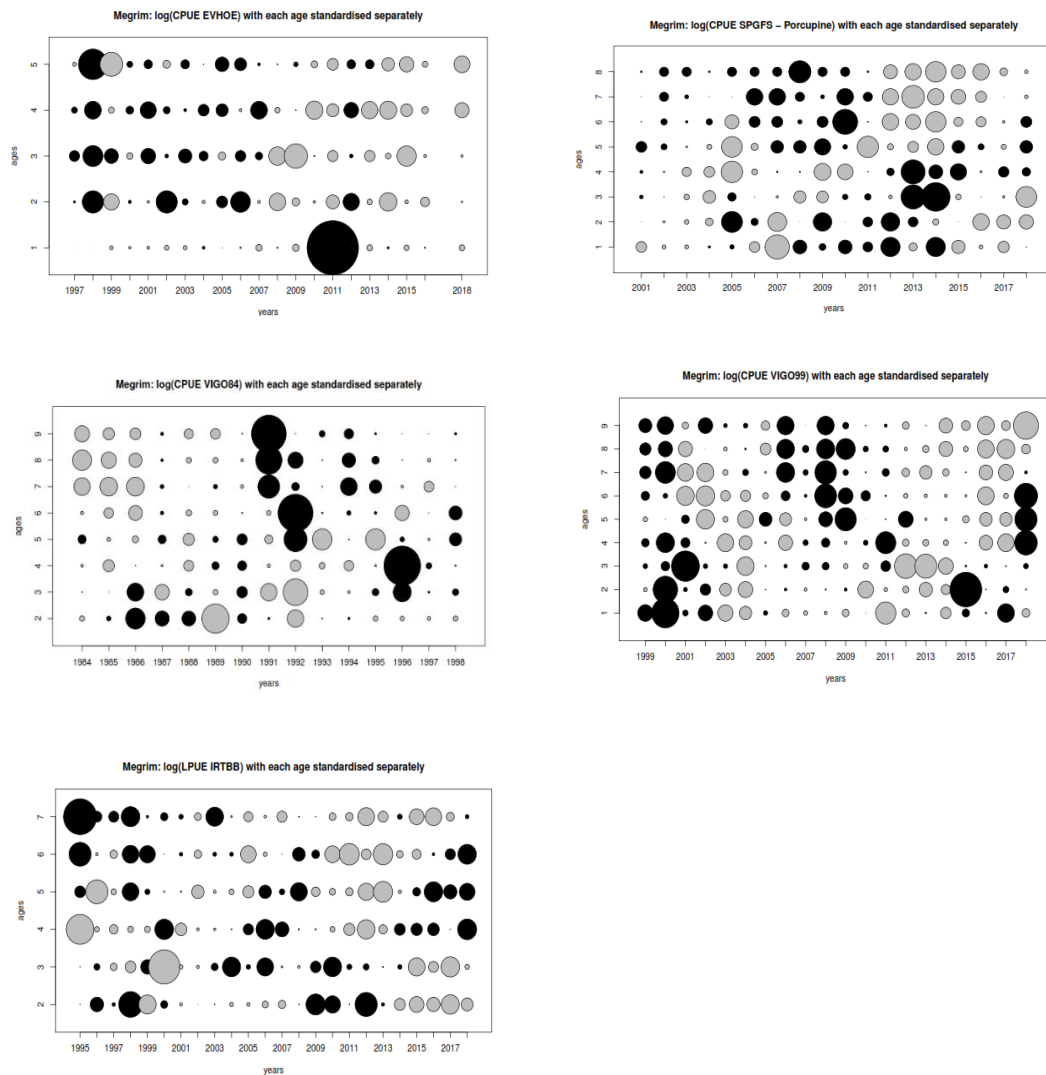 Megrim: log(CPUE EVHOE) with each age standardised separately
5
4
3
2
1
ages
1997 1999 2001 2003 2005 2007 2009 2011 2013 2015 2018
years
Megrim: log(CPUE SPGFS – Porcupine) with each age standardised separately
8
7
6
5
4
3
2
1
ages
2001 2003 2005 2007 2009 2011 2013 2015 2017
years
Megrim: log(CPUE VIGO84) with each age standardised separately
9
8
7
6
5
4
3
2
ages
1984 1985 1986 1987 1988 1989 1990 1991 1992 1993 1994 1995 1996 1997 1998
years
Megrim: log(CPUE VIGO99) with each age standardised separately
9
8
7
6
5
4
3
2
1
ages
1999 2001 2003 2005 2007 2009 2011 2013 2015 2017
years
Megrim: log(LPUE IRTBB) with each age standardised separately
7
6
5
4
3
2
ages
1995 1997 1999 2001 2003 2005 2007 2009 2011 2013 2015 2017
years